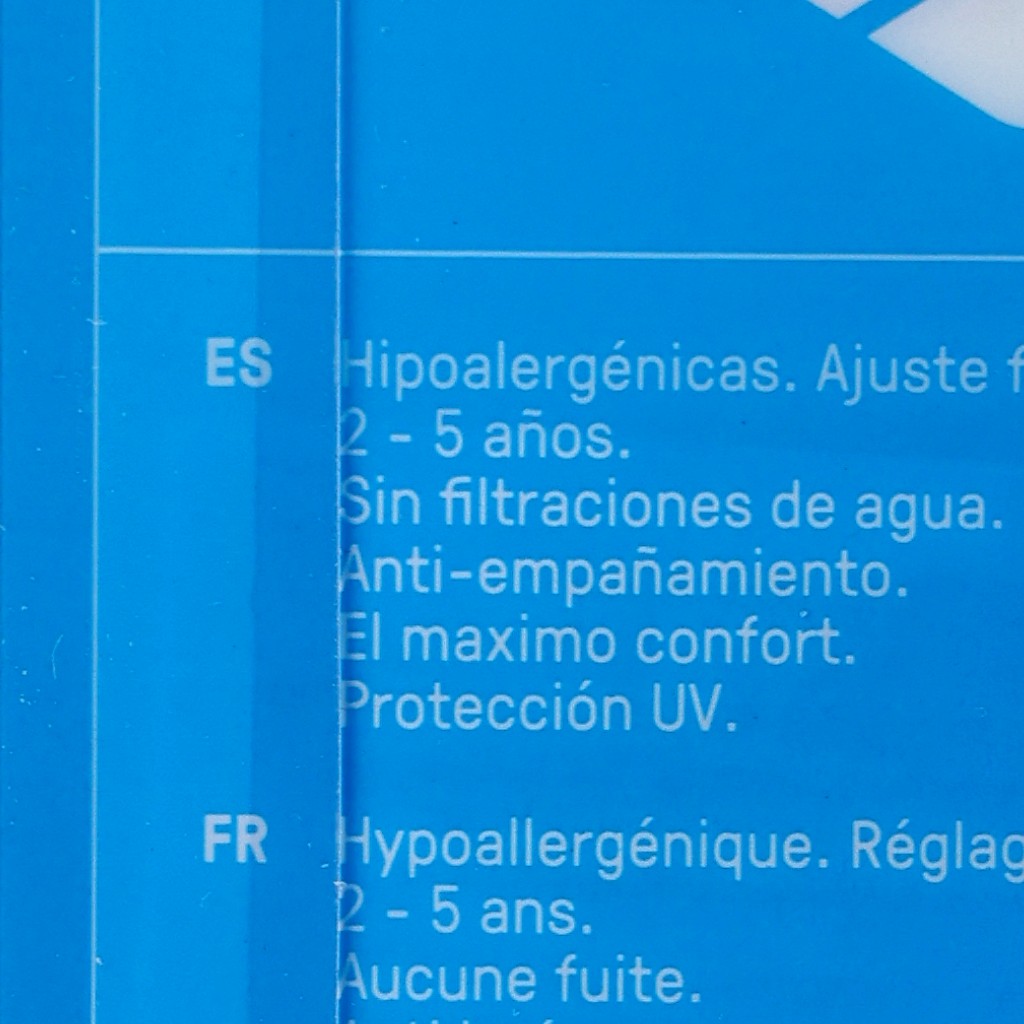 ES Hipoalergénicas. Ajuste
2 - 5 años.
Sin filtraciones de agua.
Anti-empañamiento.
El maximo confort.
Protección UV.
FR Hypoallergénique.
2 - 5 ans.
Aucune fuite.